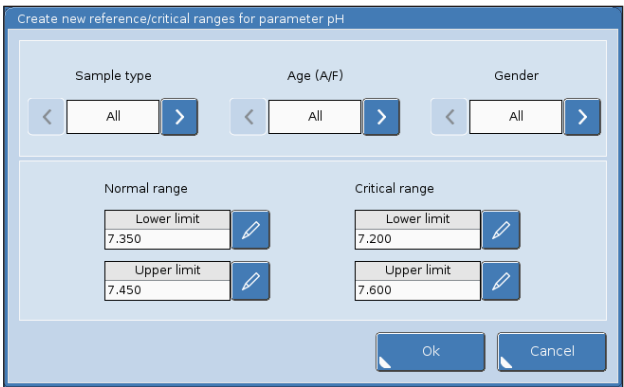 Create new reference/critical ranges for parameter pH
Sample type Age (A/F) Gender
All All All
Normal range Critical range
Lower limit Lower limit
7.350 7.200
Upper limit Upper limit
7.450 7.600
Ok Cancel